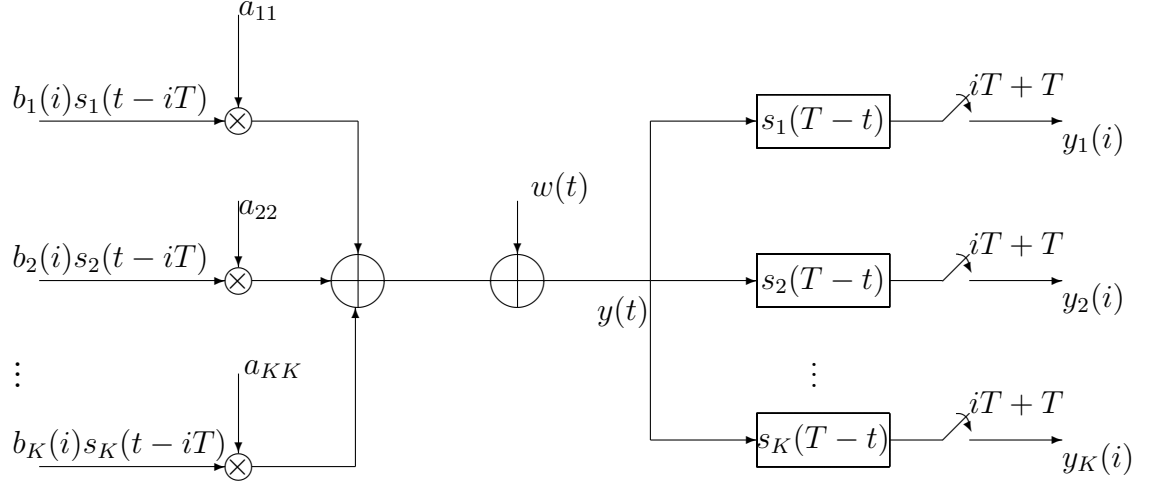 a_{11}
b_1(i)s_1(t − iT)
s_1(T − t)
iT + T
y_1(i)
a_{22}
w(t)
b_2(i)s_2(t − iT)
s_2(T − t)
iT + T
y(t)
y_2(i)
⋮
a_{KK}
⋮
b_K(i)s_K(t − iT)
s_K(T − t)
iT + T
y_K(i)